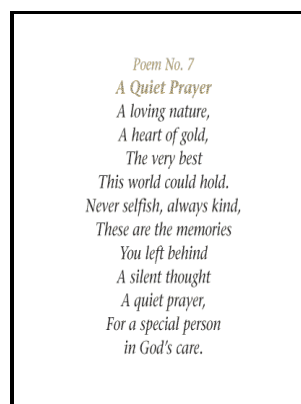 Poem No. 7
A Quiet Prayer
A loving nature,
A heart of gold,
The very best
This world could hold.
Never selfish, always kind,
These are the memories
You left behind
A silent thought
A quiet prayer,
For a special person
in God's care.